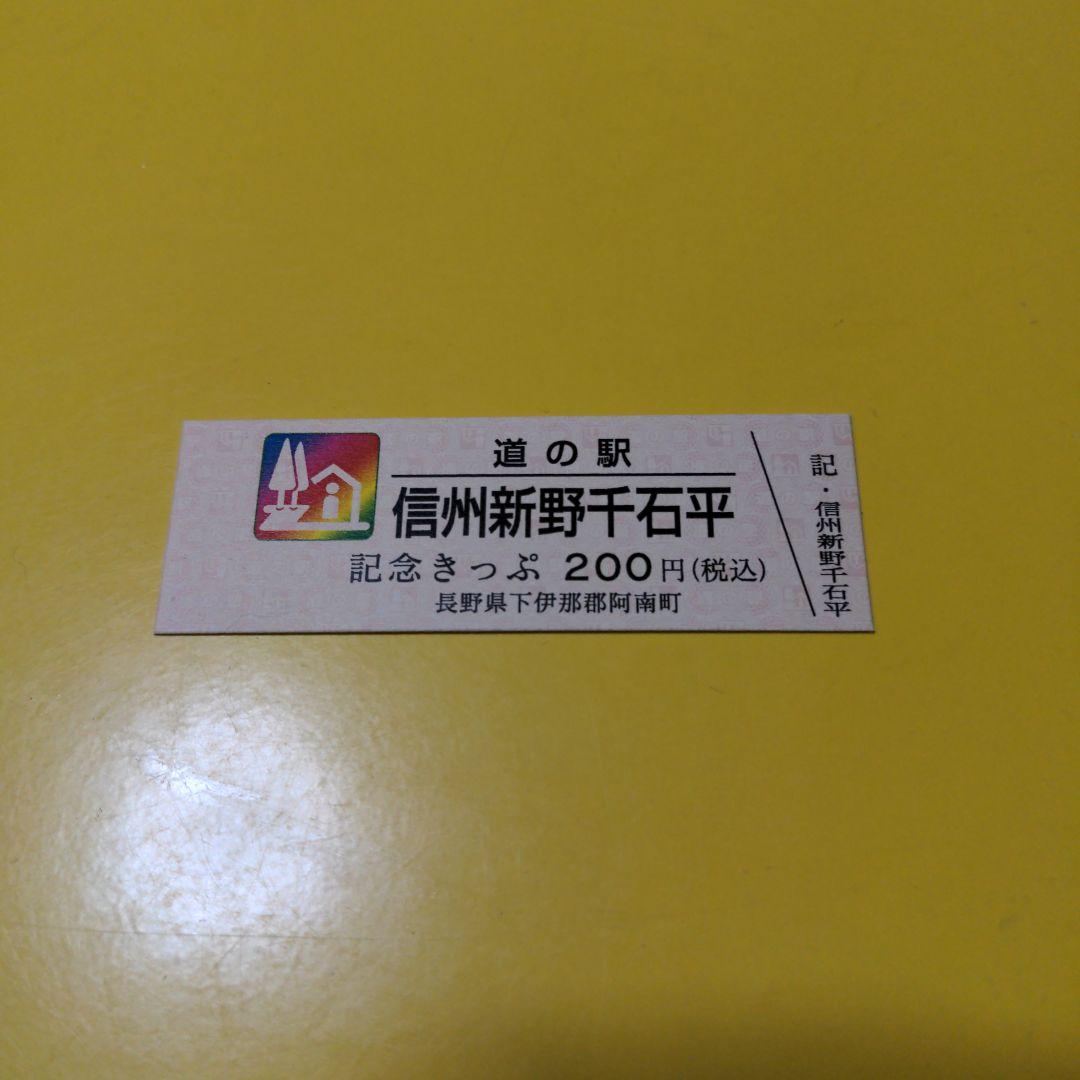 道の駅
信州新野千石平
記念きっぷ 200円(税込)
長野県下伊那郡阿南町
記・信州新野千石平